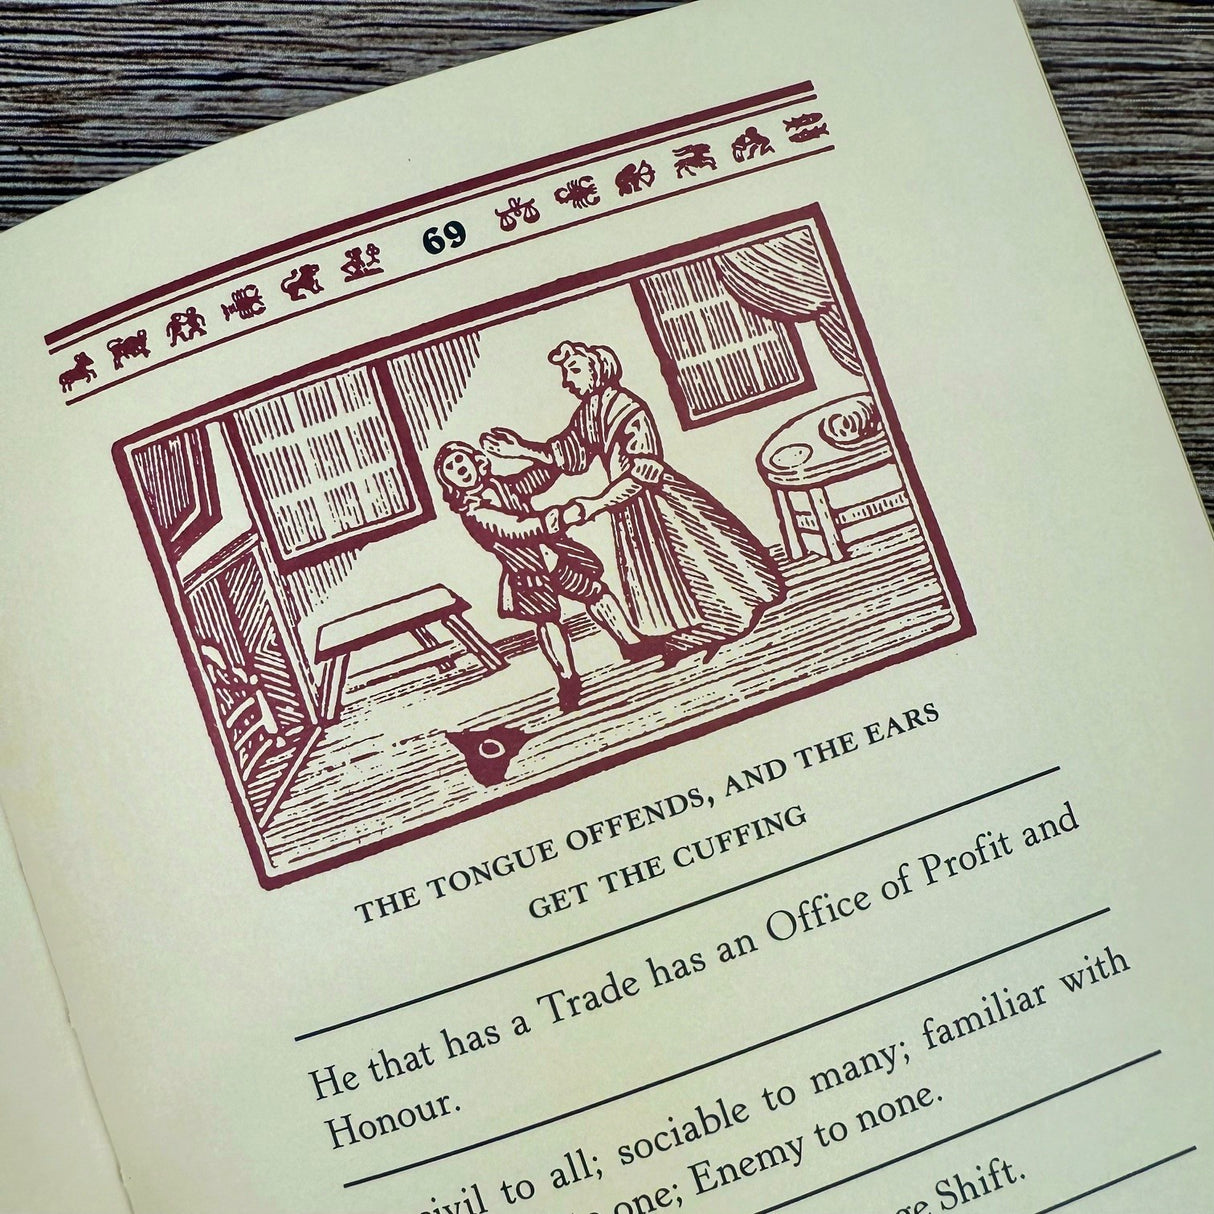 69
THE TONGUE OFFENDS, AND THE EARS
GET THE CUFFING
He that has a Trade has an Office of Profit and
Honour.
to all; sociable to many; familiar with
one; Enemy to none.
Shift.